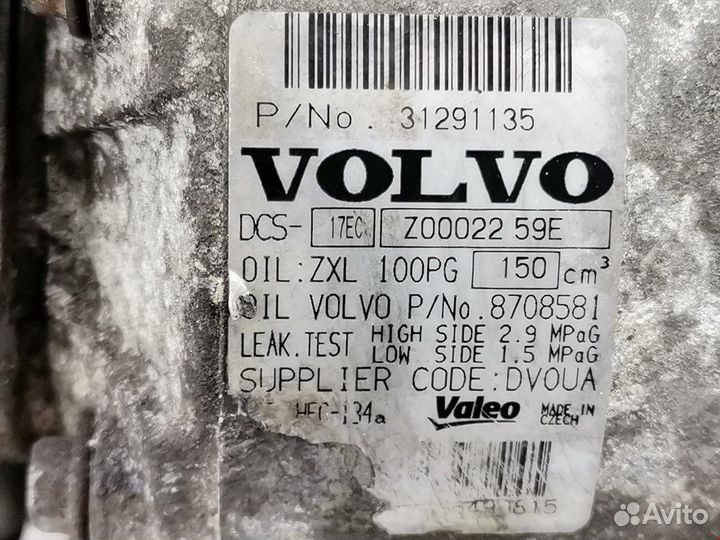 P/No. 31291135
VOLVO
DCS- 17EC Z00022 59E
OIL:ZXL 100PG 150 cm³
OIL VOLVO P/No.8708581
LEAK.TEST HIGH SIDE 2.9 MPaG
LOW SIDE 1.5 MPaG
SUPPLIER CODE:DVOUA
HFC-134a Valeo MADE IN
CZECH
Avito